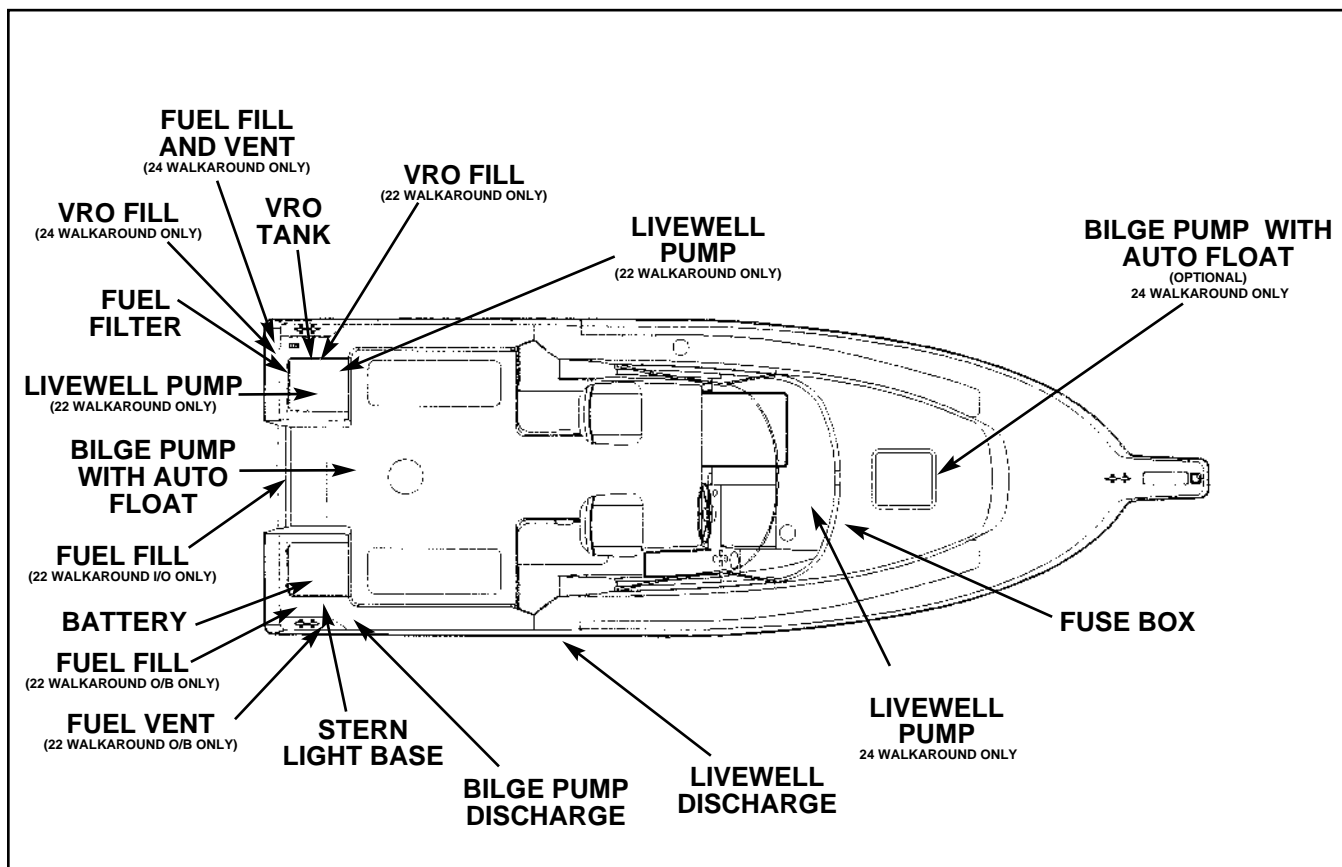 FUEL FILL
AND VENT
(24 WALKAROUND ONLY)
VRO FILL
(22 WALKAROUND ONLY)
VRO FILL
(24 WALKAROUND ONLY)
VRO
TANK
LIVEWELL
PUMP
(22 WALKAROUND ONLY)
BILGE PUMP WITH
AUTO FLOAT
(OPTIONAL)
24 WALKAROUND ONLY
FUEL
FILTER
LIVEWELL PUMP
(22 WALKAROUND ONLY)
BILGE PUMP
WITH AUTO
FLOAT
FUEL FILL
(22 WALKAROUND I/O ONLY)
BATTERY
FUEL FILL
(22 WALKAROUND O/B ONLY)
FUEL VENT
(22 WALKAROUND O/B ONLY)
STERN
LIGHT BASE
BILGE PUMP
DISCHARGE
LIVEWELL
DISCHARGE
LIVEWELL
PUMP
24 WALKAROUND ONLY
FUSE BOX